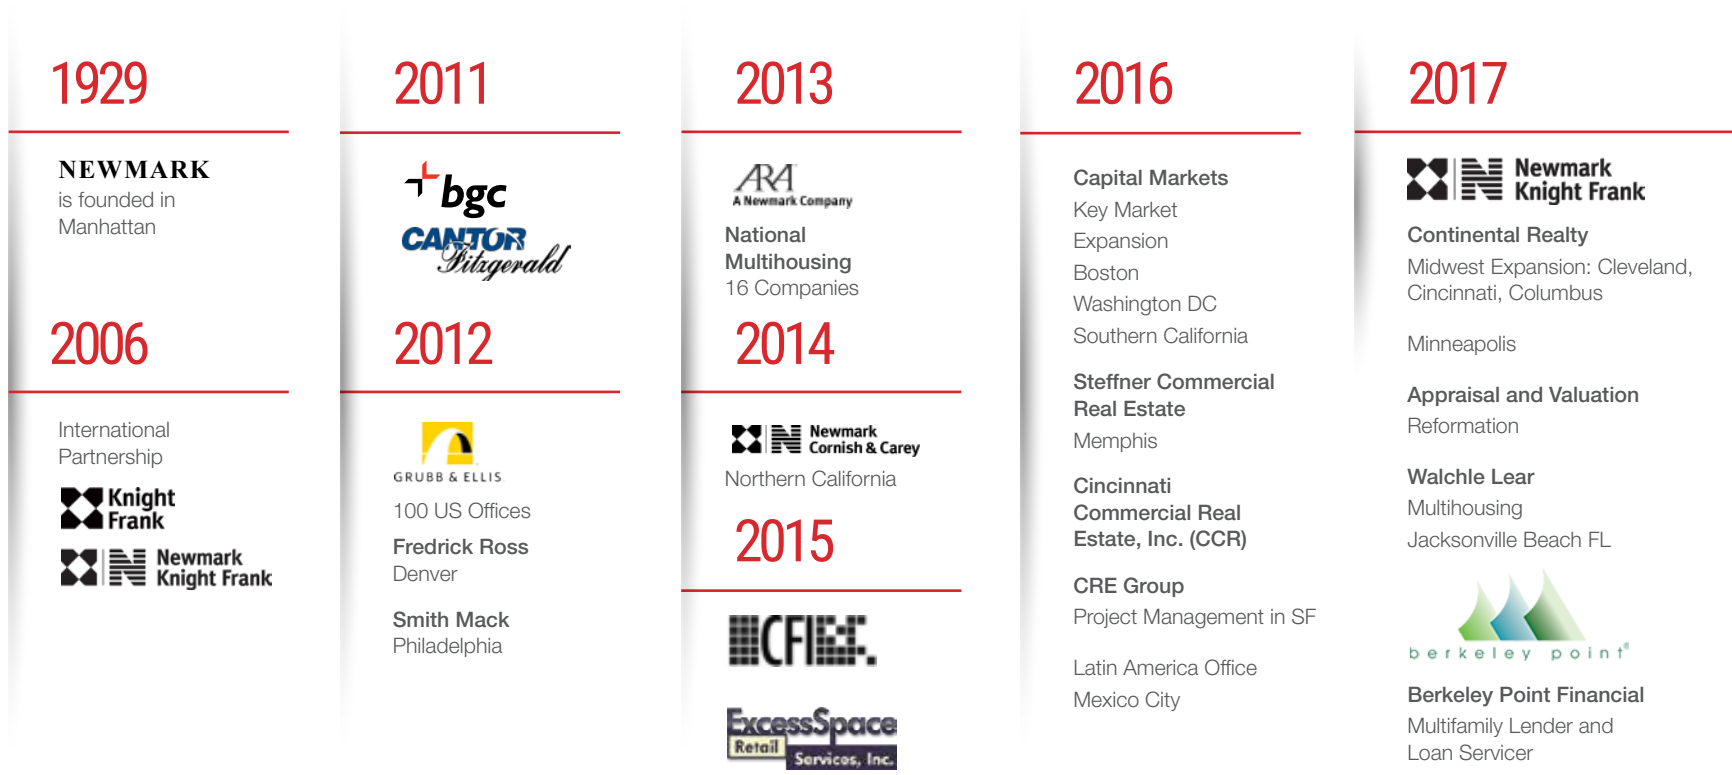 1929
NEWMARK
is founded in
Manhattan
2006
International
Partnership
Knight
Frank
Newmark
Knight Frank
2011
bgc
CANTOR
Fitzgerald
2012
GRUBB & ELLIS
100 US Offices
Fredrick Ross
Denver
Smith Mack
Philadelphia
2013
ARA
A Newmark Company
National
Multihousing
16 Companies
2014
Newmark
Cornish & Carey
Northern California
2015
CFI
ExcessSpace
Retail
Services, Inc.
2016
Capital Markets
Key Market
Expansion
Boston
Washington DC
Southern California
Steffner Commercial
Real Estate
Memphis
Cincinnati
Commercial Real
Estate, Inc. (CCR)
CRE Group
Project Management in SF
Latin America Office
Mexico City
2017
Newmark
Knight Frank
Continental Realty
Midwest Expansion: Cleveland,
Cincinnati, Columbus
Minneapolis
Appraisal and Valuation
Reformation
Walchle Lear
Multihousing
Jacksonville Beach FL
berkeley point®
Berkeley Point Financial
Multifamily Lender and
Loan Servicer